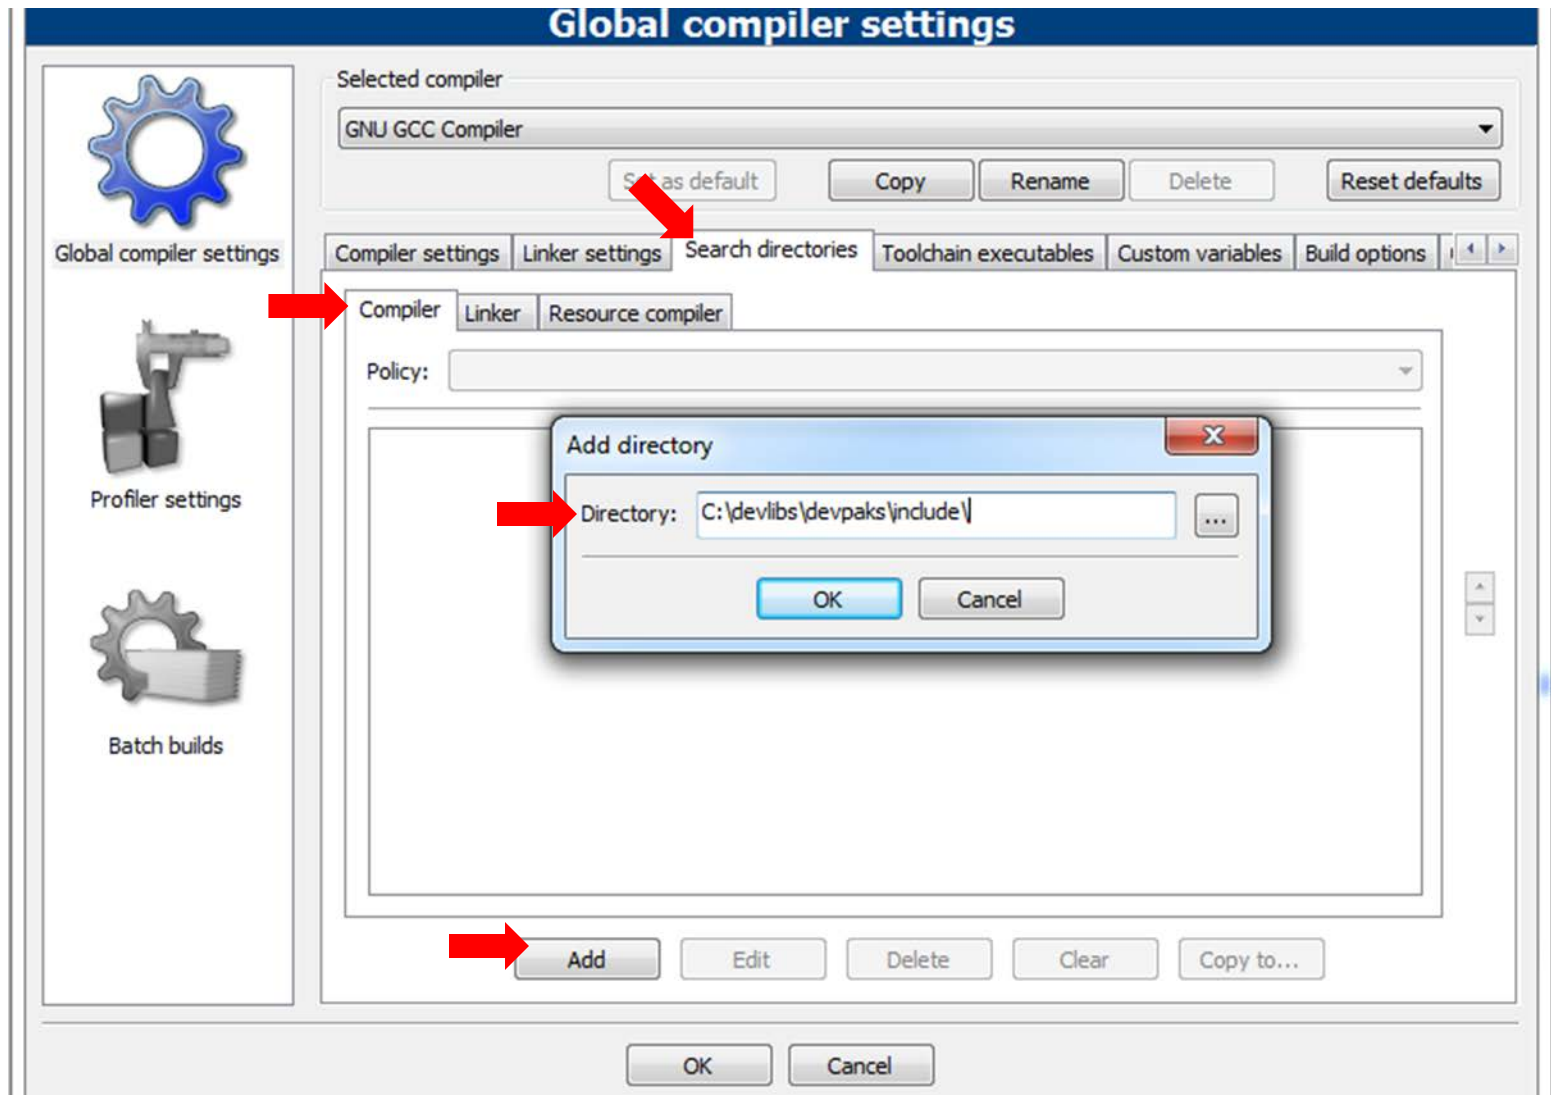 Global compiler settings
Selected compiler
GNU GCC Compiler
Set as default Copy Rename Delete Reset defaults
Global compiler settings
Compiler settings Linker settings Search directories Toolchain executables Custom variables Build options
Compiler Linker Resource compiler
Policy:
Add directory
Directory: C:\devlibs\devpaks\include\
...
OK Cancel
Profiler settings
Batch builds
Add Edit Delete Clear Copy to...
OK Cancel